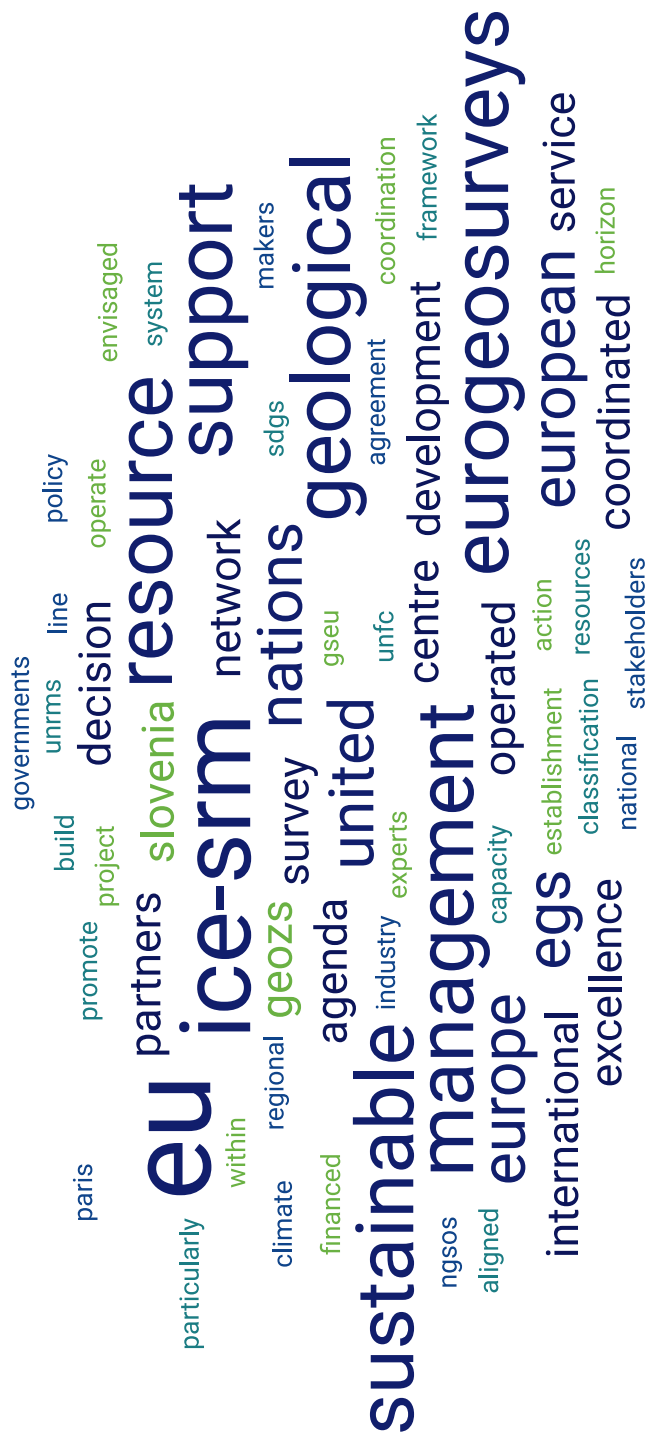 governments
policy
line
unrms
build
paris
promote
decision
operate
project
envisaged
partners
resource
system
slovenia
eu
particularly
support
ice-srm
network
within
makers
regional
geozs
nations
sdgs
climate
survey
geological
gseu
financed
agenda
united
agreement
unfc
industry
coordination
sustainable
experts
development
centre
framework
management
ngsos
eurogeosurveys
aligned
capacity
operated
europe
action
european
service
egs
establishment
international
resources
classification
horizon
coordinated
excellence
national
stakeholders